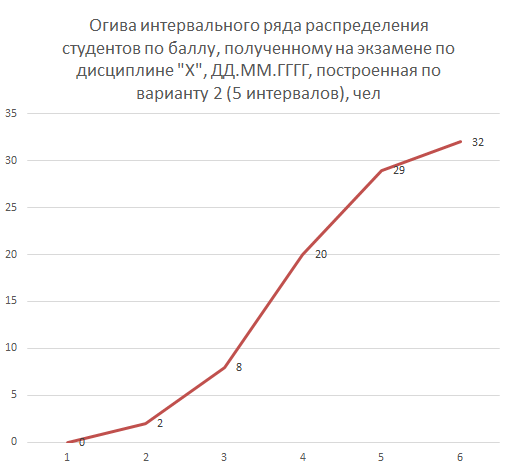 Огива интервального ряда распределения
студентов по баллу, полученному на экзамене по
дисциплине "Х", ДД.ММ.ГГГГ, построенная по
варианту 2 (5 интервалов), чел
35
30
25
20
15
10
5
0
0
2
8
20
29
32
1 2 3 4 5 6